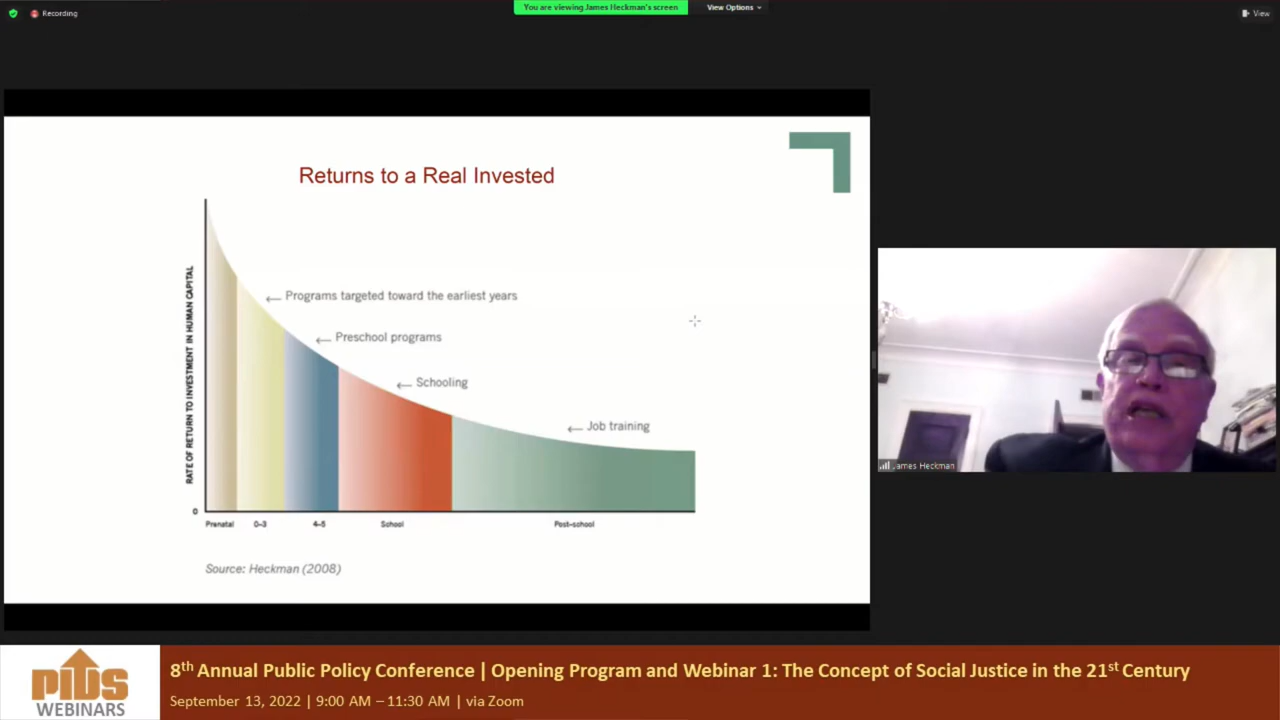 Recording
You are viewing James Heckman's screen
View Options
View
Returns to a Real Invested
RATE OF RETURN TO INVESTMENT IN HUMAN CAPITAL
Programs targeted toward the earliest years
Preschool programs
Schooling
Job training
0
Prenatal 0–3 4–5 School Post-school
Source: Heckman (2008)
James Heckman
PIDS
WEBINARS
8th Annual Public Policy Conference | Opening Program and Webinar 1: The Concept of Social Justice in the 21st Century
September 13, 2022 | 9:00 AM – 11:30 AM | via Zoom